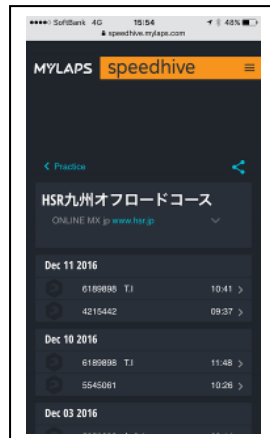 SoftBank 4G 15:54 48%
speedhive.mylaps.com
MYLAPS speedhive
Practice
HSR九州オフロードコース
ONLINE MX jp www.hsr.jp
Dec 11 2016
6189898 T.I 10:41
4215442 09:37
Dec 10 2016
6189898 T.I 11:48
5545061 10:26
Dec 03 2016